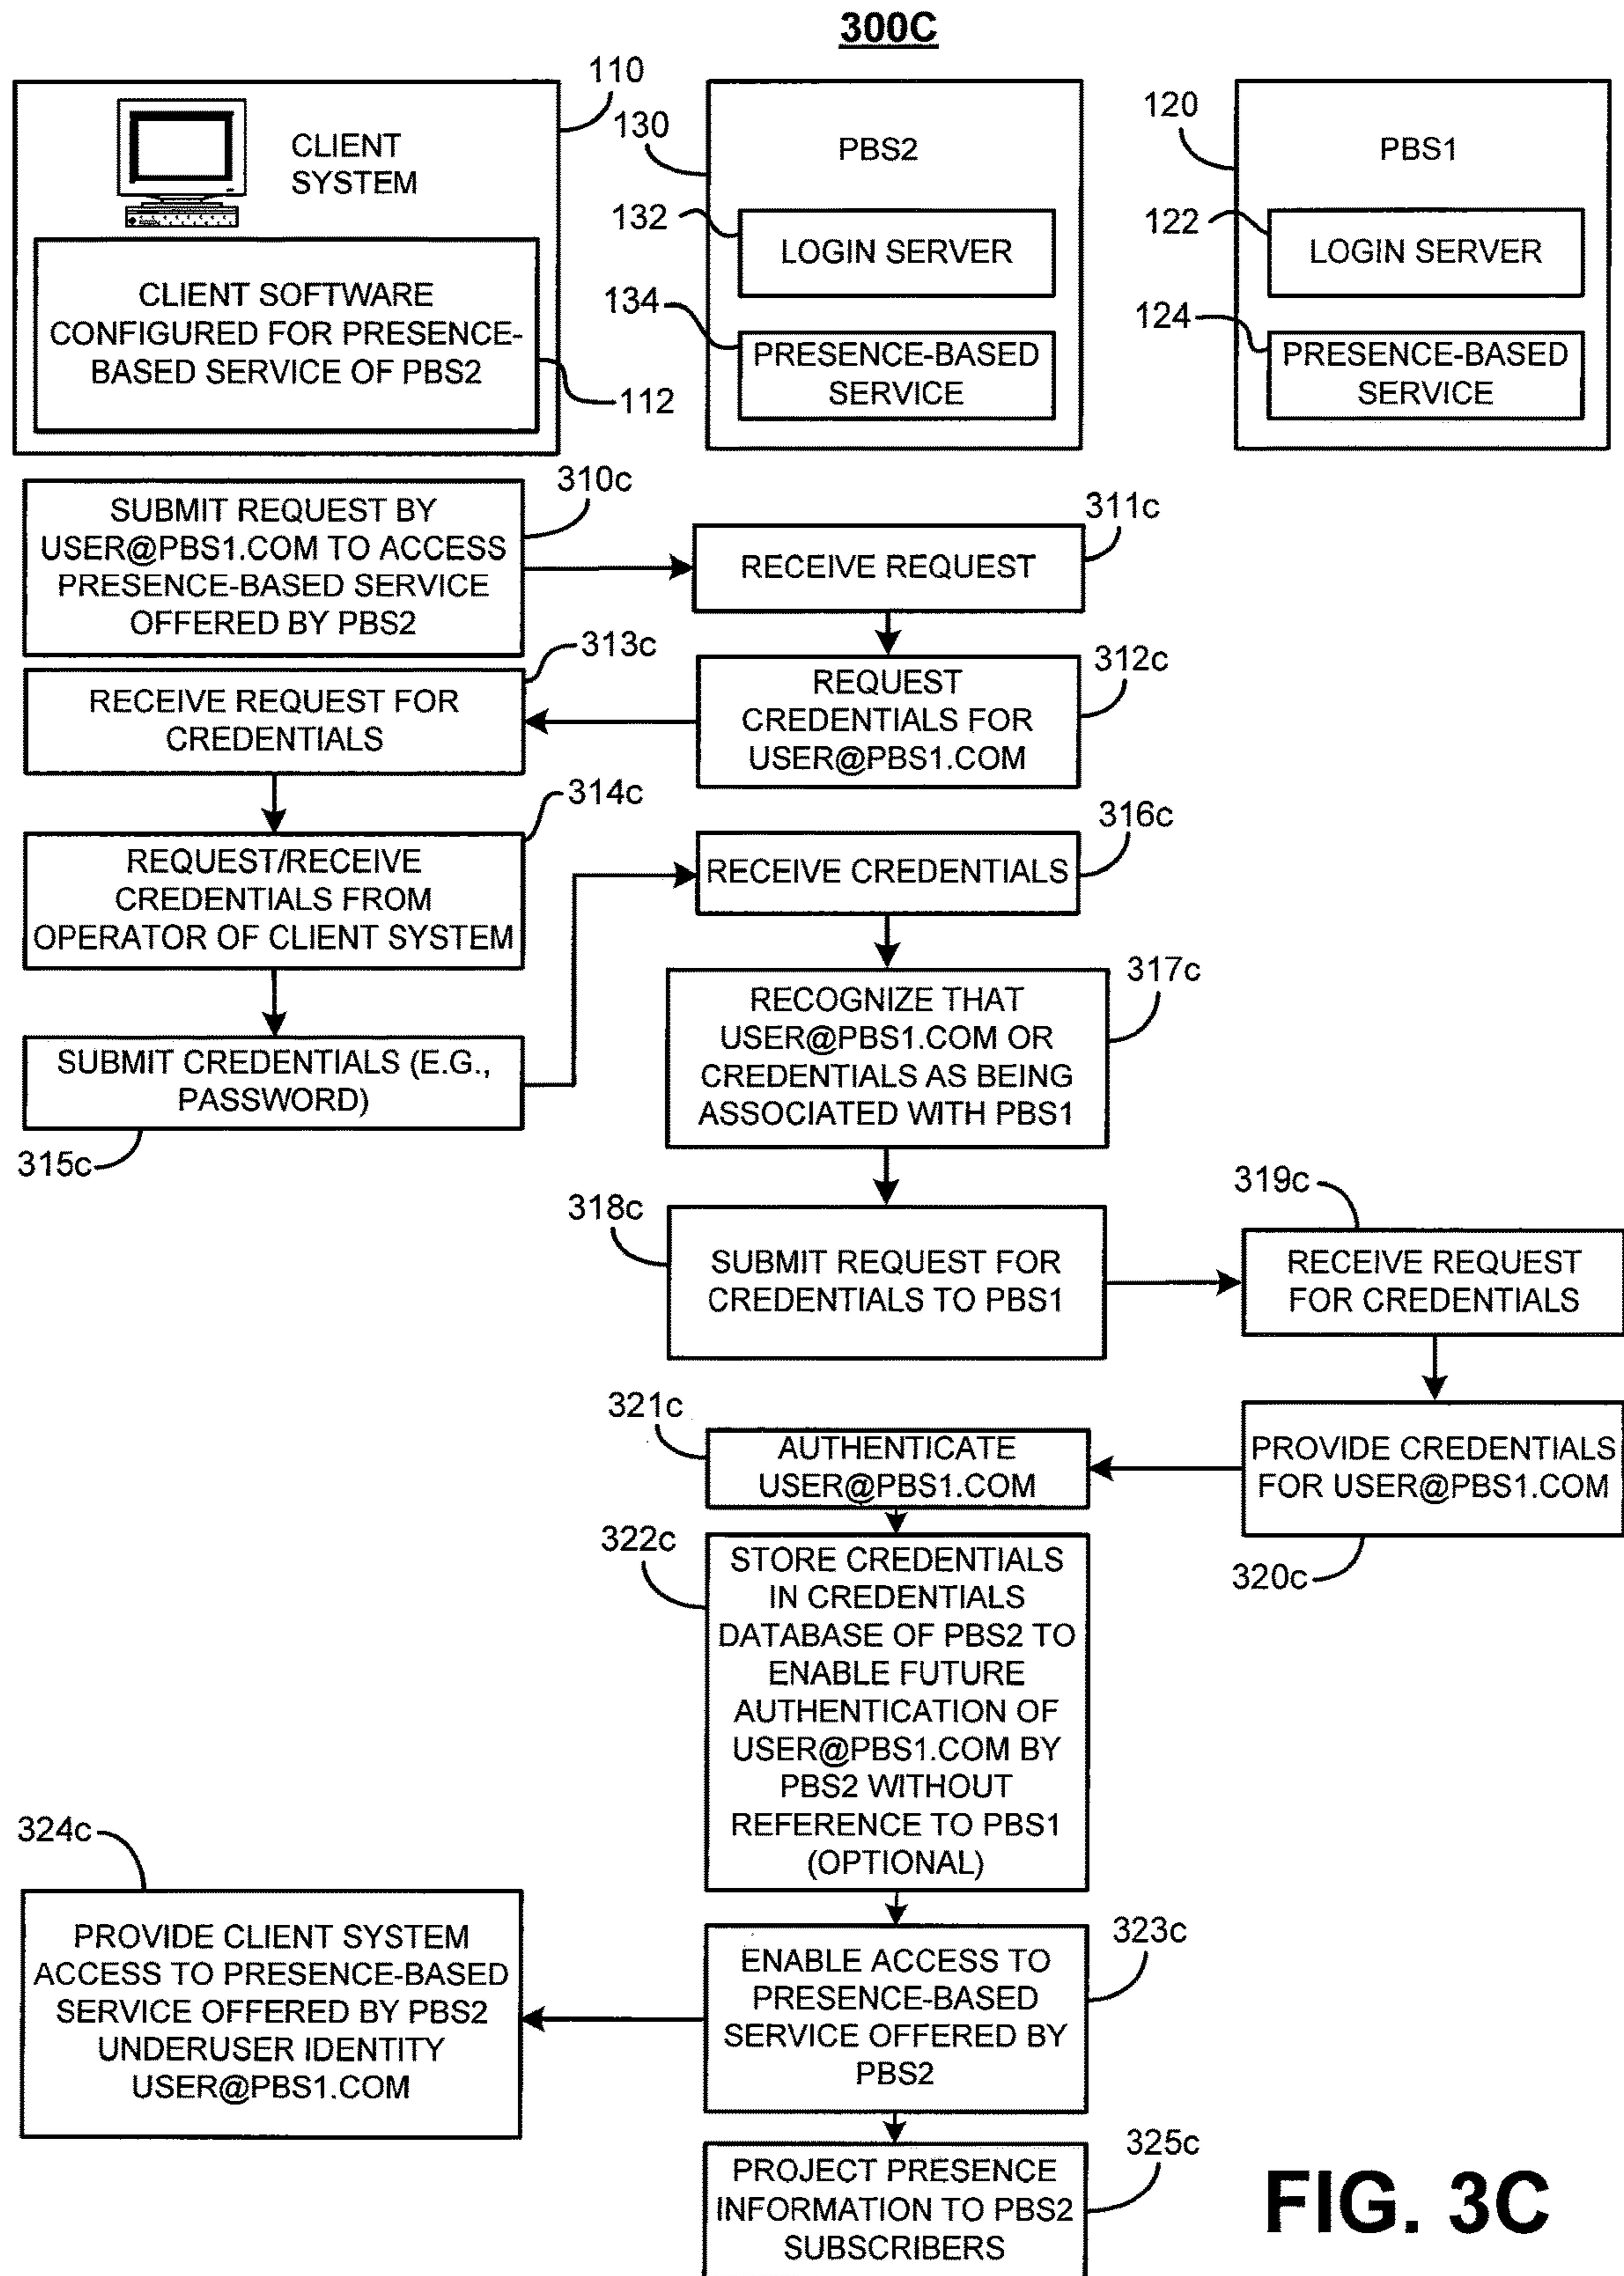 300C
110
CLIENT
SYSTEM
CLIENT SOFTWARE
CONFIGURED FOR PRESENCE-
BASED SERVICE OF PBS2
112
130
PBS2
132
LOGIN SERVER
134
PRESENCE-BASED
SERVICE
120
PBS1
122
LOGIN SERVER
124
PRESENCE-BASED
SERVICE
310c
SUBMIT REQUEST BY
USER@PBS1.COM TO ACCESS
PRESENCE-BASED SERVICE
OFFERED BY PBS2
311c
RECEIVE REQUEST
312c
REQUEST
CREDENTIALS FOR
USER@PBS1.COM
313c
RECEIVE REQUEST FOR
CREDENTIALS
314c
REQUEST/RECEIVE
CREDENTIALS FROM
OPERATOR OF CLIENT SYSTEM
SUBMIT CREDENTIALS (E.G.,
PASSWORD)
315c
316c
RECEIVE CREDENTIALS
317c
RECOGNIZE THAT
USER@PBS1.COM OR
CREDENTIALS AS BEING
ASSOCIATED WITH PBS1
318c
SUBMIT REQUEST FOR
CREDENTIALS TO PBS1
319c
RECEIVE REQUEST
FOR CREDENTIALS
PROVIDE CREDENTIALS
FOR USER@PBS1.COM
320c
321c
AUTHENTICATE
USER@PBS1.COM
322c
STORE CREDENTIALS
IN CREDENTIALS
DATABASE OF PBS2 TO
ENABLE FUTURE
AUTHENTICATION OF
USER@PBS1.COM BY
PBS2 WITHOUT
REFERENCE TO PBS1
(OPTIONAL)
323c
ENABLE ACCESS TO
PRESENCE-BASED
SERVICE OFFERED BY
PBS2
324c
PROVIDE CLIENT SYSTEM
ACCESS TO PRESENCE-BASED
SERVICE OFFERED BY PBS2
UNDERUSER IDENTITY
USER@PBS1.COM
325c
PROJECT PRESENCE
INFORMATION TO PBS2
SUBSCRIBERS
FIG. 3C